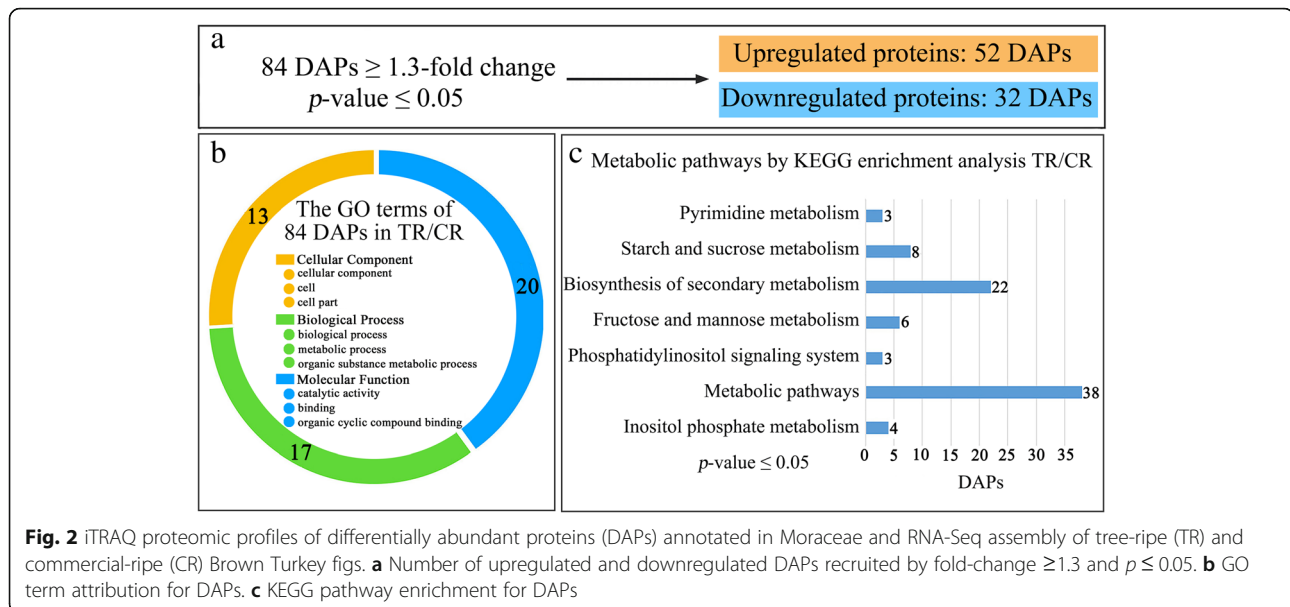 a
84 DAPs ≥ 1.3-fold change
p-value ≤ 0.05
Upregulated proteins: 52 DAPs
Downregulated proteins: 32 DAPs
b
The GO terms of
84 DAPs in TR/CR
Cellular Component
cellular component
cell
cell part
Biological Process
biological process
metabolic process
organic substance metabolic process
Molecular Function
catalytic activity
binding
organic cyclic compound binding
13
20
17
c
Metabolic pathways by KEGG enrichment analysis TR/CR
Pyrimidine metabolism 3
Starch and sucrose metabolism 8
Biosynthesis of secondary metabolism 22
Fructose and mannose metabolism 6
Phosphatidylinositol signaling system 3
Metabolic pathways 38
Inositol phosphate metabolism 4
p-value ≤ 0.05
0 5 10 15 20 25 30 35
DAPs
Fig. 2 iTRAQ proteomic profiles of differentially abundant proteins (DAPs) annotated in Moraceae and RNA-Seq assembly of tree-ripe (TR) and
commercial-ripe (CR) Brown Turkey figs. a Number of upregulated and downregulated DAPs recruited by fold-change ≥1.3 and p ≤ 0.05. b GO
term attribution for DAPs. c KEGG pathway enrichment for DAPs